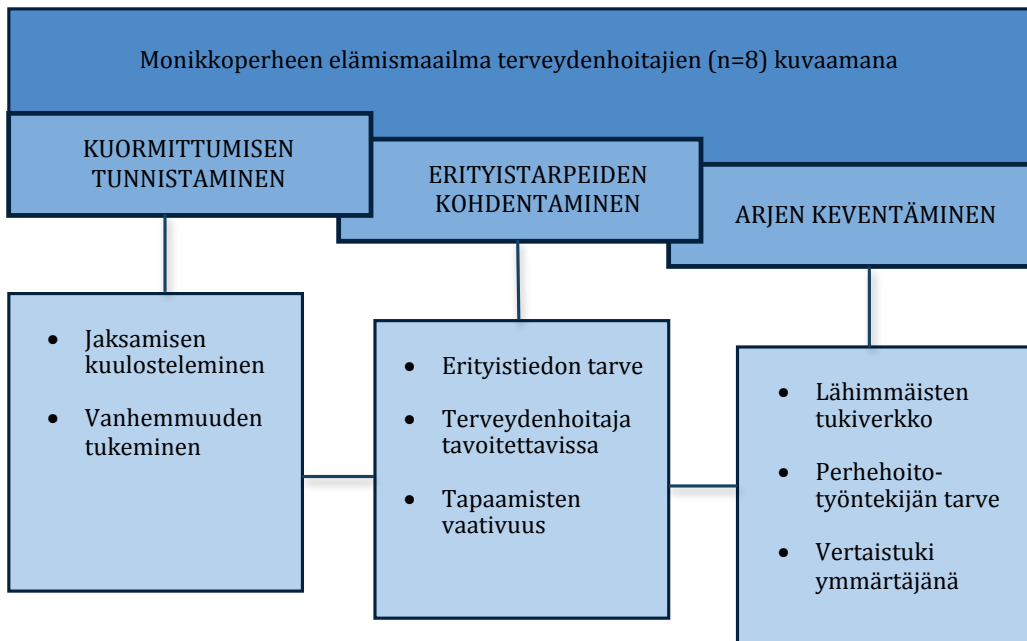 Monikkoperheen elämismaailma terveydenhoitajien (n=8) kuvaamana
KUORMITTUMISEN
TUNNISTAMINEN
ERITYISTARPEIDEN
KOHDENTAMINEN
ARJEN KEVENTÄMINEN
• Jaksamisen
kuulosteleminen
• Vanhemmuuden
tukeminen
• Erityistiedon tarve
• Terveydenhoitaja
tavoitettavissa
• Tapaamisten
vaativuus
• Lähimmäisten
tukiverkko
• Perhehoito-
työntekijän tarve
• Vertaistuki
ymmärtäjänä